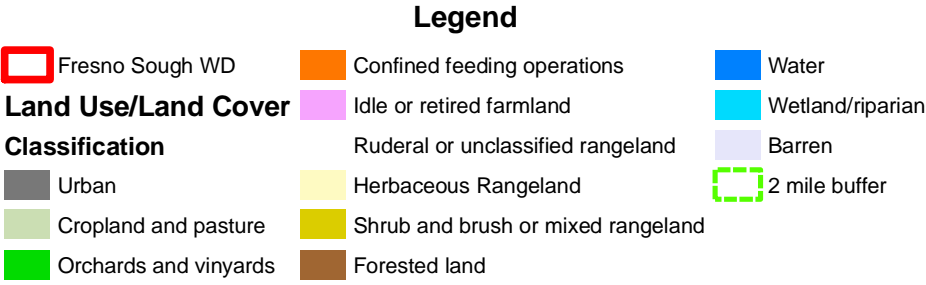 Legend
Fresno Sough WD
Land Use/Land Cover
Classification
Urban
Cropland and pasture
Orchards and vinyards
Confined feeding operations
Idle or retired farmland
Ruderal or unclassified rangeland
Herbaceous Rangeland
Shrub and brush or mixed rangeland
Forested land
Water
Wetland/riparian
Barren
2 mile buffer